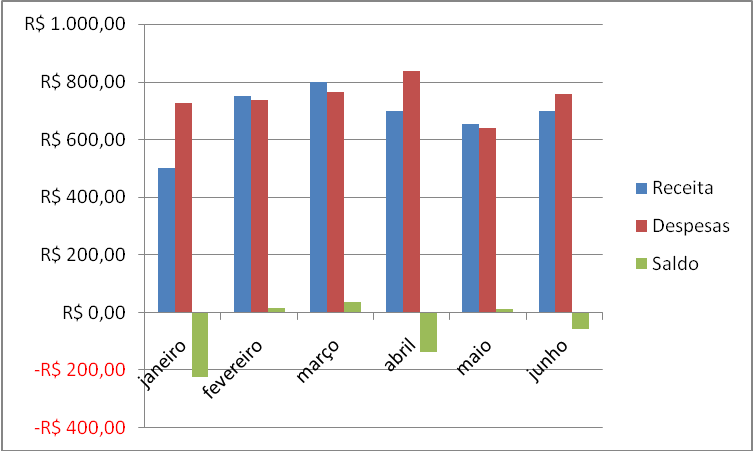 R$ 1.000,00
R$ 800,00
R$ 600,00
R$ 400,00
R$ 200,00
R$ 0,00
-R$ 200,00
-R$ 400,00
janeiro
fevereiro
março
abril
maio
junho
Receita
Despesas
Saldo